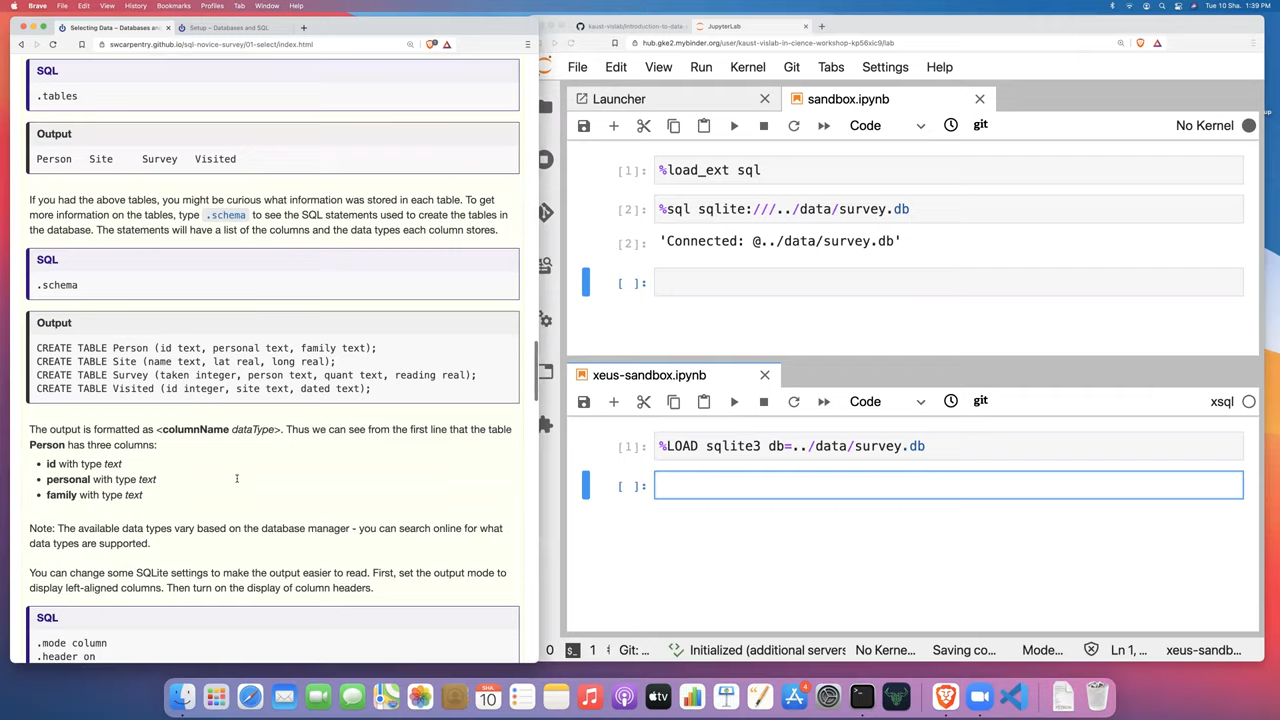 Brave File Edit View History Bookmarks Profiles Tab Window Help
Tue 10 Sha. 1:39 PM
Selecting Data – Databases and
Setup – Databases and SQL
swcarpentry.github.io/sql-novice-survey/01-select/index.html
SQL
.tables
Output
Person Site Survey Visited
If you had the above tables, you might be curious what information was stored in each table. To get
more information on the tables, type .schema to see the SQL statements used to create the tables in
the database. The statements will have a list of the columns and the data types each column stores.
SQL
.schema
Output
CREATE TABLE Person (id text, personal text, family text);
CREATE TABLE Site (name text, lat real, long real);
CREATE TABLE Survey (taken integer, person text, quant text, reading real);
CREATE TABLE Visited (id integer, site text, dated text);
The output is formatted as <columnName dataType>. Thus we can see from the first line that the table
Person has three columns:
• id with type text
• personal with type text
• family with type text
Note: The available data types vary based on the database manager - you can search online for what
data types are supported.
You can change some SQLite settings to make the output easier to read. First, set the output mode to
display left-aligned columns. Then turn on the display of column headers.
SQL
.mode column
.header on
kaust-vislab/introduction-to-data-
JupyterLab
hub.gke2.mybinder.org/user/kaust-vislab-in-cience-workshop-kp56xic9/lab
File Edit View Run Kernel Git Tabs Settings Help
Launcher
sandbox.ipynb
Code
git
No Kernel
[1]: %load_ext sql
[2]: %sql sqlite:///../data/survey.db
[2]: 'Connected: @../data/survey.db'
[ ]:
xeus-sandbox.ipynb
Code
git
xsql
[1]: %LOAD sqlite3 db=../data/survey.db
[ ]:
0 $_ 1 Git: … Initialized (additional servers No Kerne… Saving co… Mode… Ln 1,… xeus-sandb…
SHA.
10
4
tv